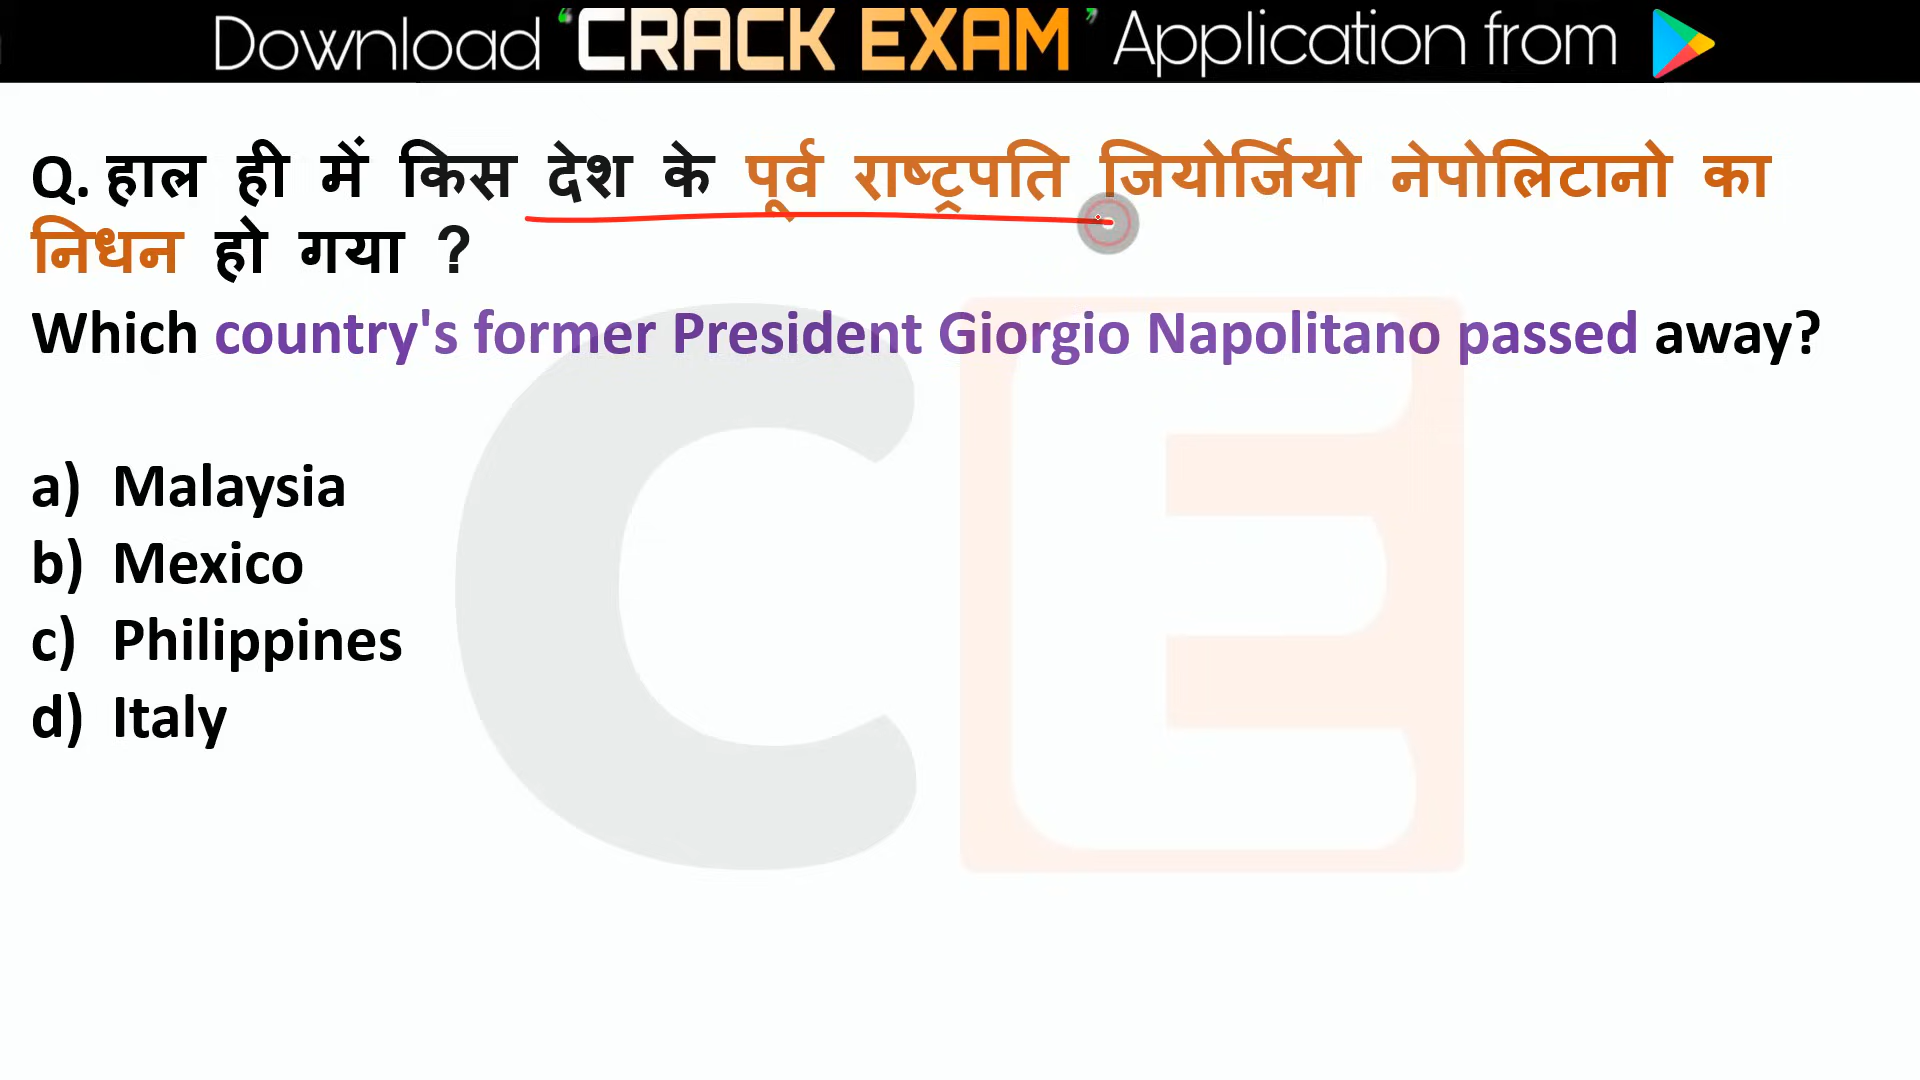 Download “CRACK EXAM” Application from
Q. हाल ही में किस देश के पूर्व राष्ट्रपति जियोर्जियो नेपोलिटानो का
निधन हो गया ?
Which country's former President Giorgio Napolitano passed away?
a) Malaysia
b) Mexico
c) Philippines
d) Italy
CE